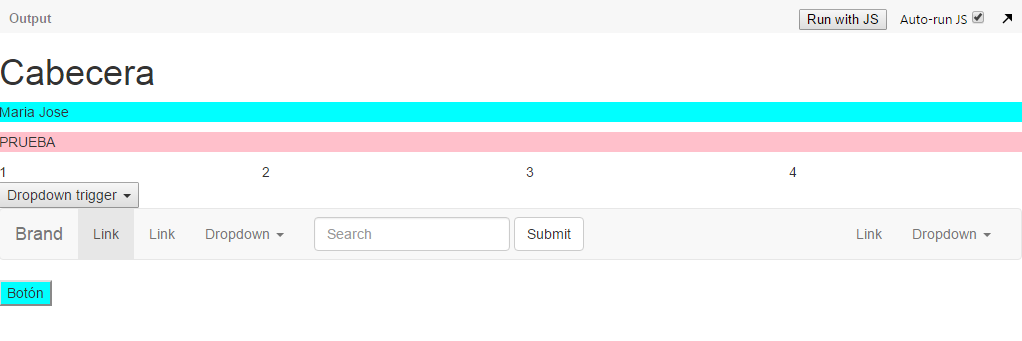 Output Run with JS Auto-run JS
Cabecera
Maria Jose
PRUEBA
1 2 3 4
Dropdown trigger
Brand Link Link Dropdown Search Submit Link Dropdown
Botón